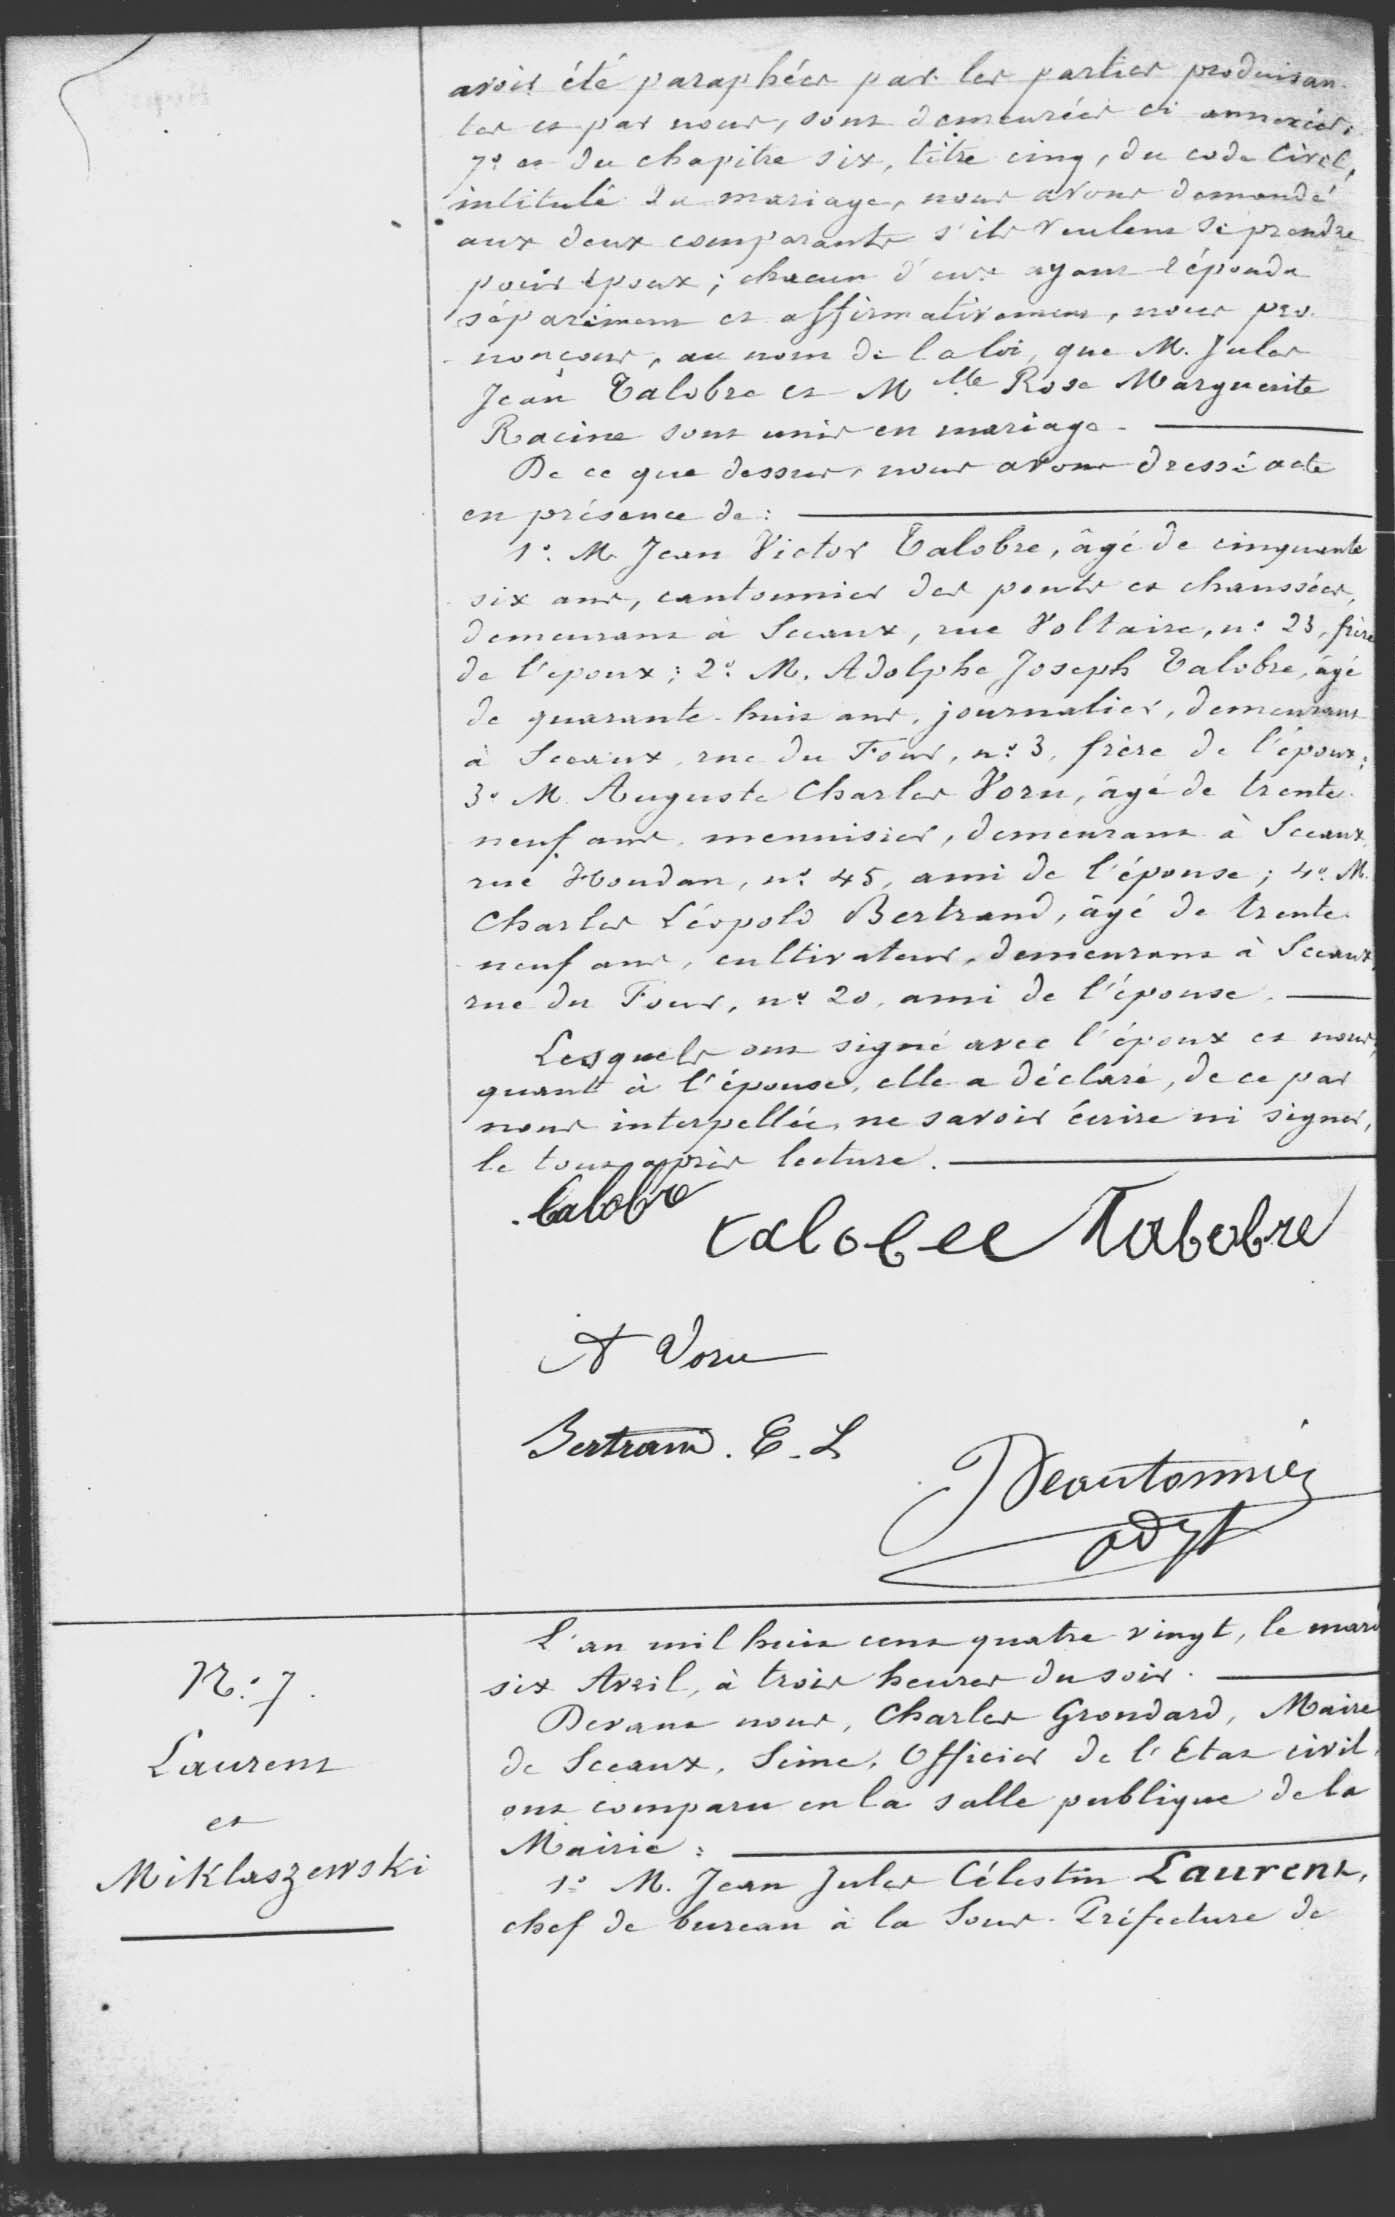 avoir été paraphées par les parties produisan-
tes et par nous, sont demeurées ci annexées,
7° et du chapitre six, titre cinq, du code Civil,
intitulé du mariage, nous avons demandé
aux deux comparants s'ils veulent se prendre
pour époux; chacun d'eux ayant répondu
séparément et affirmativement, nous pro-
nonçons, au nom de la loi, que M. Jules
Jean Talobre et Mlle Rose Marguerite
Racine sont unis en mariage.
De ce que dessus, nous avons dressé acte
en présence de:
1° M. Jean Victor Talobre, âgé de cinquante
six ans, cantonnier des ponts et chaussées,
demeurant à Sceaux, rue Voltaire, n° 23, frère
de l'époux; 2° M. Adolphe Joseph Talobre, âgé
de quarante-huit ans, journalier, demeurant
à Sceaux, rue du Four, n° 3, frère de l'époux;
3° M. Auguste Charles Voru, âgé de trente
neuf ans, menuisier, demeurant à Sceaux,
rue Houdan, n° 45, ami de l'épouse; 4° M.
Charles Léopold Bertrand, âgé de trente
neuf ans, cultivateur, demeurant à Sceaux,
rue du Four, n° 20, ami de l'épouse.
Lesquels ont signé avec l'époux et nous,
quant à l'épouse, elle a déclaré, de ce par
nous interpellée, ne savoir écrire ni signer,
le tout après lecture.
Talobre
Talobre Talobre
A Voru
Bertrand. C. L
N° 7.
Laurent
et
Miklaszewski
L'an mil huit cent quatre vingt, le mardi
six Avril, à trois heures du soir.
Devant nous, Charles Grondard, Maire
de Sceaux, Seine, Officier de l'Etat civil,
ont comparu en la salle publique de la
Mairie:
1° M. Jean Jules Célestin Laurent,
chef de bureau à la Sous-Préfecture de